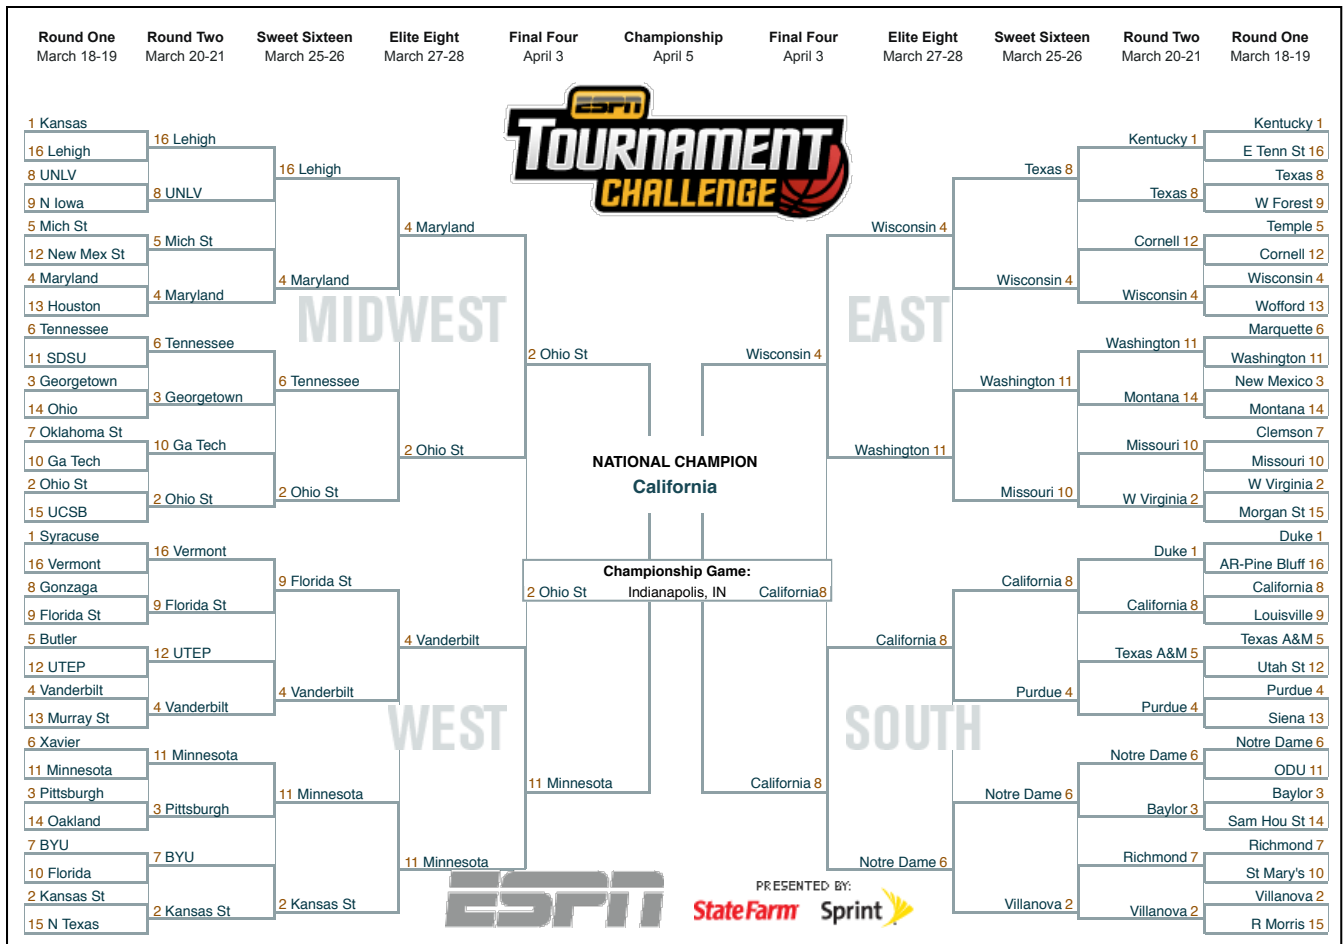 Round One Round Two Sweet Sixteen Elite Eight Final Four Championship Final Four Elite Eight Sweet Sixteen Round Two Round One
March 18-19 March 20-21 March 25-26 March 27-28 April 3 April 5 April 3 March 27-28 March 25-26 March 20-21 March 18-19
ESPN
TOURNAMENT
CHALLENGE
1 Kansas
16 Lehigh
8 UNLV
9 N Iowa
5 Mich St
12 New Mex St
4 Maryland
13 Houston
6 Tennessee
11 SDSU
3 Georgetown
14 Ohio
7 Oklahoma St
10 Ga Tech
2 Ohio St
15 UCSB
1 Syracuse
16 Vermont
8 Gonzaga
9 Florida St
5 Butler
12 UTEP
4 Vanderbilt
13 Murray St
6 Xavier
11 Minnesota
3 Pittsburgh
14 Oakland
7 BYU
10 Florida
2 Kansas St
15 N Texas
16 Lehigh
8 UNLV
5 Mich St
4 Maryland
6 Tennessee
3 Georgetown
10 Ga Tech
2 Ohio St
16 Vermont
9 Florida St
12 UTEP
4 Vanderbilt
11 Minnesota
3 Pittsburgh
7 BYU
2 Kansas St
16 Lehigh
4 Maryland
6 Tennessee
2 Ohio St
9 Florida St
4 Vanderbilt
11 Minnesota
2 Kansas St
MIDWEST
WEST
4 Maryland
2 Ohio St
4 Vanderbilt
11 Minnesota
2 Ohio St
11 Minnesota
NATIONAL CHAMPION
California
Championship Game:
2 Ohio St Indianapolis, IN California8
Wisconsin 4
California 8
EAST
SOUTH
Wisconsin 4
Washington 11
California 8
Notre Dame 6
Texas 8
Wisconsin 4
Washington 11
Missouri 10
California 8
Purdue 4
Notre Dame 6
Villanova 2
Kentucky 1
Texas 8
Cornell 12
Wisconsin 4
Washington 11
Montana 14
Missouri 10
W Virginia 2
Duke 1
California 8
Texas A&M 5
Purdue 4
Notre Dame 6
Baylor 3
Richmond 7
Villanova 2
Kentucky 1
E Tenn St 16
Texas 8
W Forest 9
Temple 5
Cornell 12
Wisconsin 4
Wofford 13
Marquette 6
Washington 11
New Mexico 3
Montana 14
Clemson 7
Missouri 10
W Virginia 2
Morgan St 15
Duke 1
AR-Pine Bluff 16
California 8
Louisville 9
Texas A&M 5
Utah St 12
Purdue 4
Siena 13
Notre Dame 6
ODU 11
Baylor 3
Sam Hou St 14
Richmond 7
St Mary's 10
Villanova 2
R Morris 15
ESPN
PRESENTED BY:
State Farm Sprint